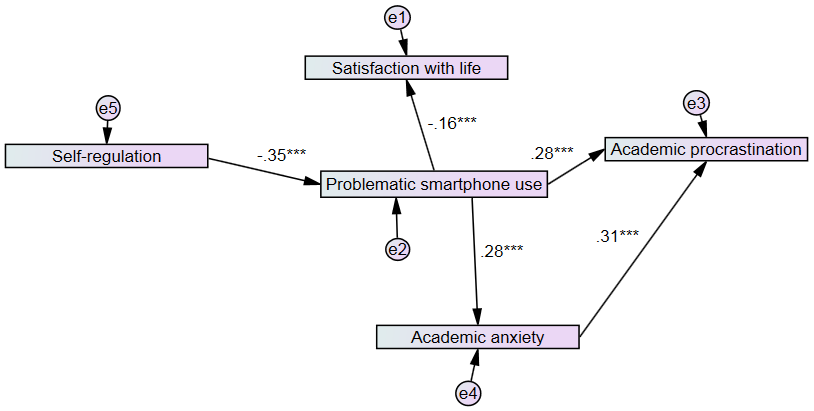 e1
Satisfaction with life
e5
e3
-.16***
Self-regulation
-.35***
.28***
Academic procrastination
Problematic smartphone use
e2
.28***
.31***
Academic anxiety
e4